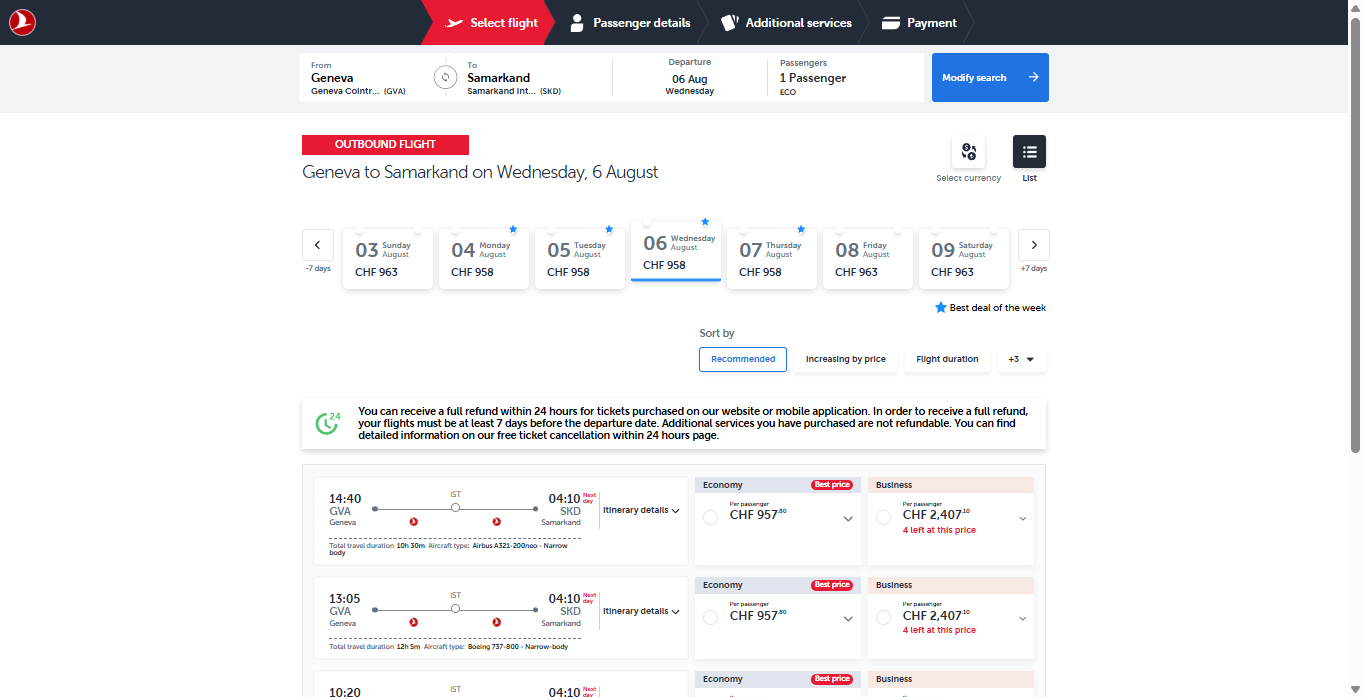 Select flight
Passenger details
Additional services
Payment
From
Geneva
Geneva Cointr... (GVA)
To
Samarkand
Samarkand Int... (SKD)
Departure
06 Aug
Wednesday
Passengers
1 Passenger
ECO
Modify search
OUTBOUND FLIGHT
Geneva to Samarkand on Wednesday, 6 August
Select currency
List
-7 days
03 Sunday August
CHF 963
04 Monday August
CHF 958
05 Tuesday August
CHF 958
06 Wednesday August
CHF 958
07 Thursday August
CHF 958
08 Friday August
CHF 963
09 Saturday August
CHF 963
+7 days
Best deal of the week
Sort by
Recommended
Increasing by price
Flight duration
+3
24
You can receive a full refund within 24 hours for tickets purchased on our website or mobile application. In order to receive a full refund,
your flights must be at least 7 days before the departure date. Additional services you have purchased are not refundable. You can find
detailed information on our free ticket cancellation within 24 hours page.
14:40
GVA
Geneva
IST
04:10 Next day
SKD
Samarkand
Itinerary details
Total travel duration 10h 30m Aircraft type: Airbus A321-200neo - Narrow
body
Economy
Best price
Per passenger
CHF 957.80
Business
Per passenger
CHF 2,407.10
4 left at this price
13:05
GVA
Geneva
IST
04:10 Next day
SKD
Samarkand
Itinerary details
Total travel duration 12h 5m Aircraft type: Boeing 737-800 - Narrow-body
Economy
Best price
Per passenger
CHF 957.80
Business
Per passenger
CHF 2,407.10
4 left at this price
10:20
IST
04:10 Next day
Economy
Best price
Business